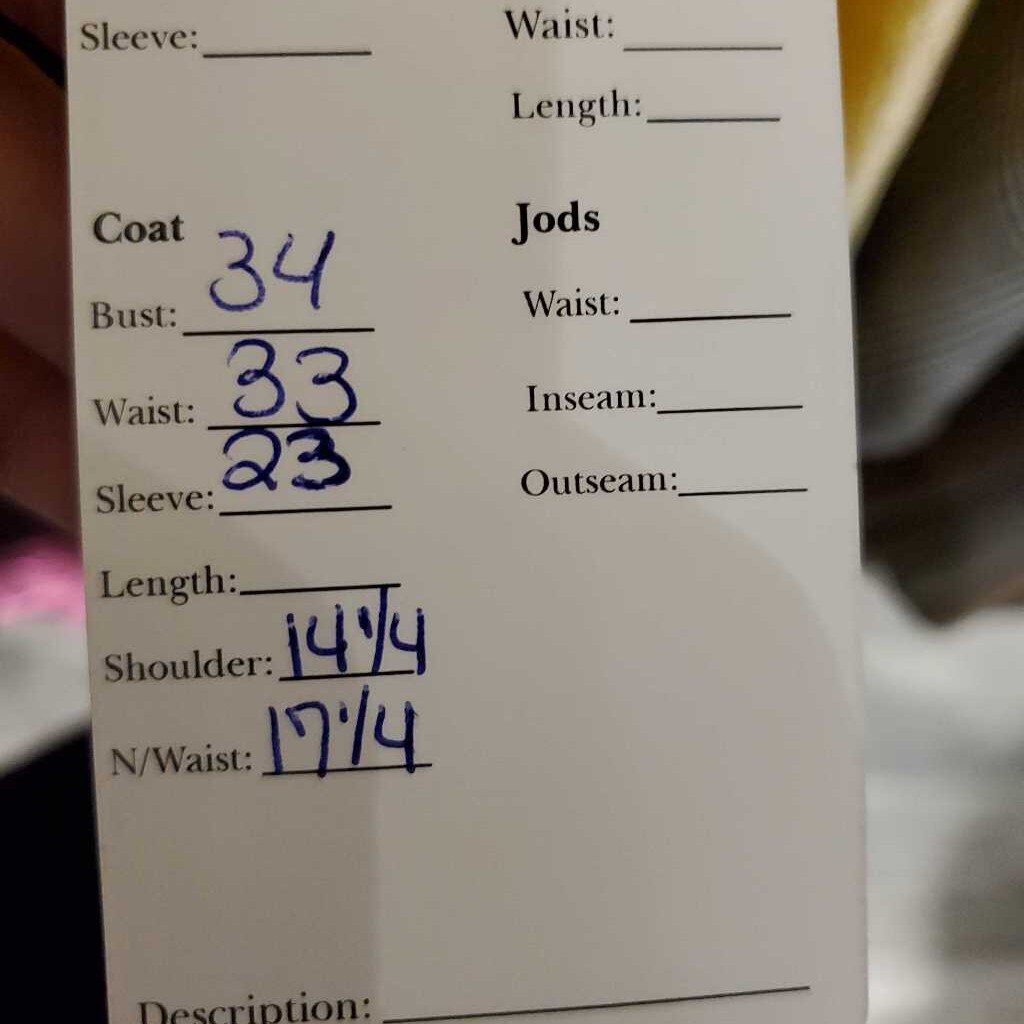 Sleeve:
Waist:
Length:
Coat
Bust: 34
Waist: 33
Sleeve: 23
Length:
Shoulder: 14 1/4
N/Waist: 17 1/4
Jods
Waist:
Inseam:
Outseam:
Description: